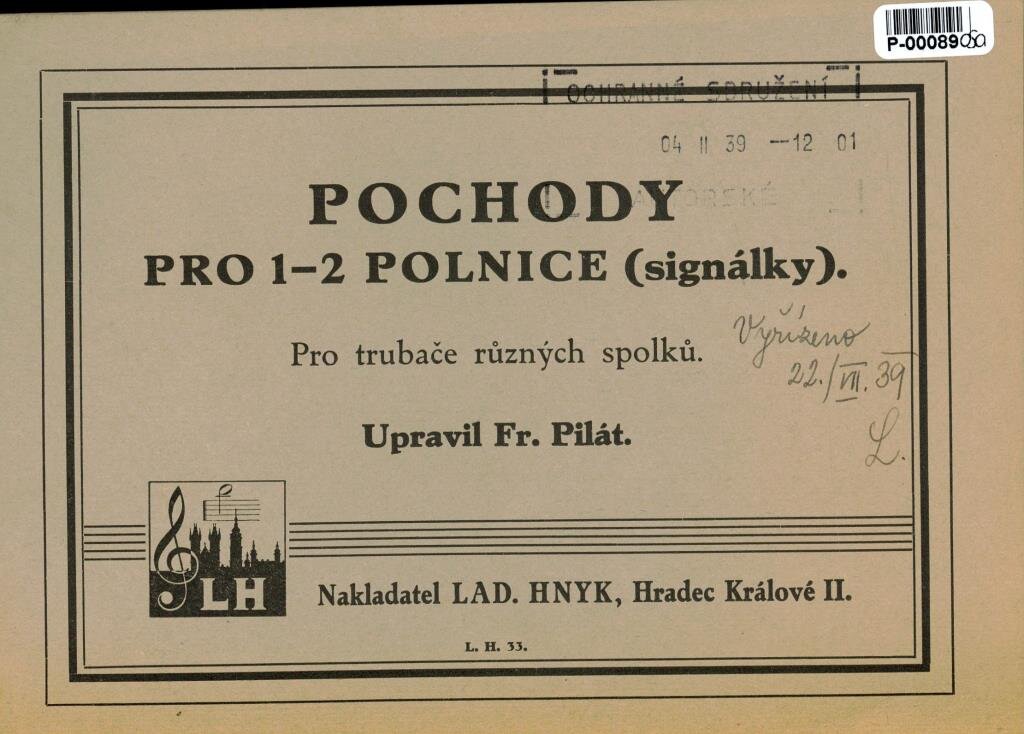 P-00089
OCHRANNÉ SDRUŽENÍ
04 II 39 —12 01
AUTORSKÉ
POCHODY
PRO 1–2 POLNICE (signálky).
Vyřízeno
Pro trubače různých spolků.
22./VII. 39
Upravil Fr. Pilát.
L.
LH
Nakladatel LAD. HNYK, Hradec Králové II.
L. H. 33.